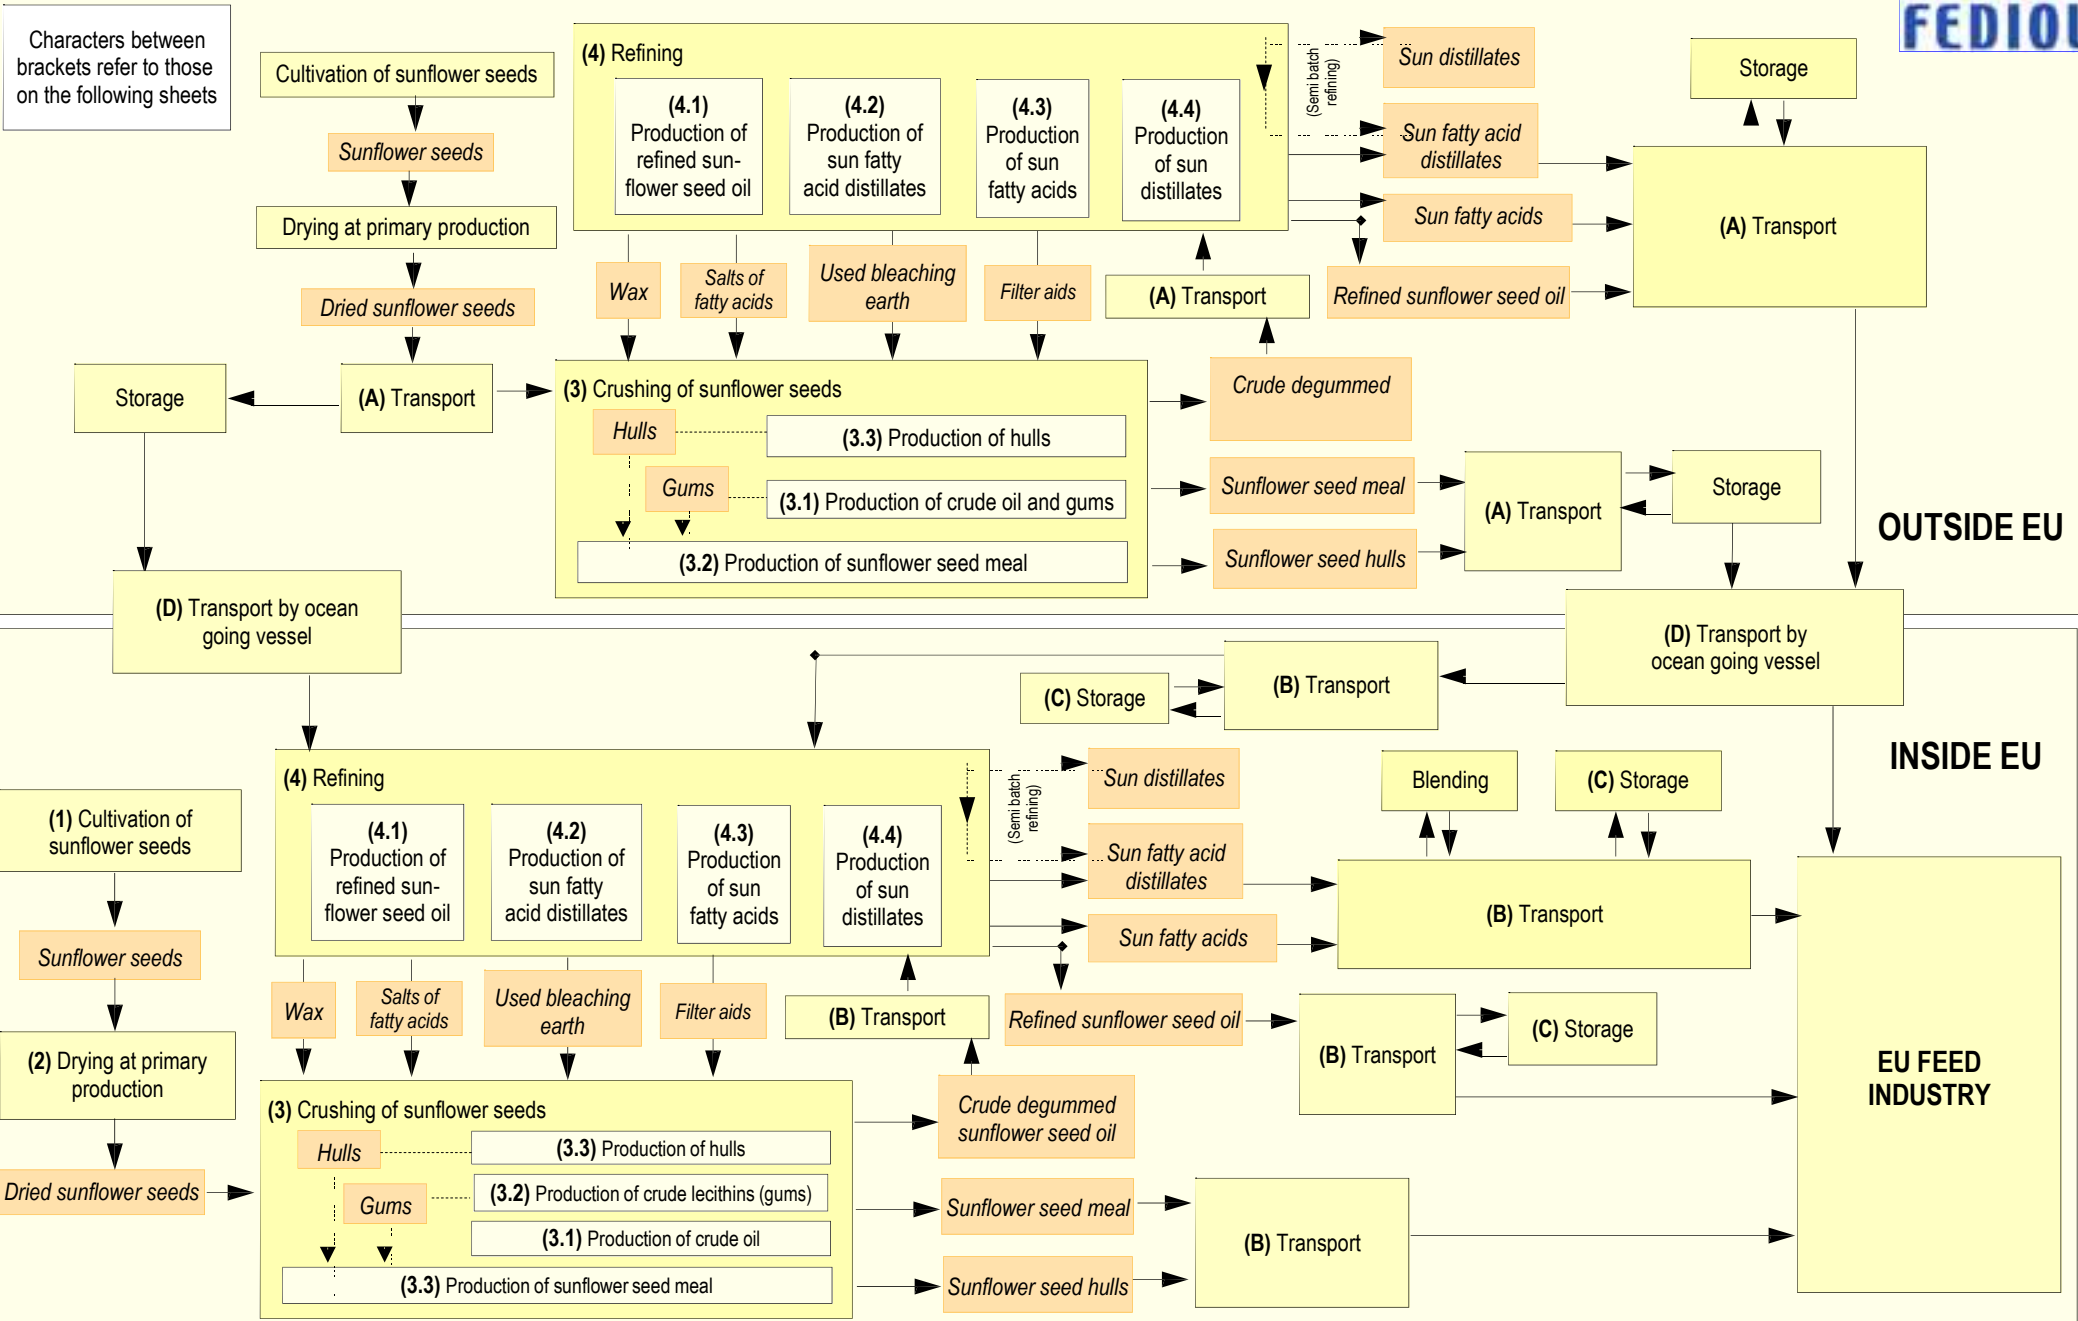 Characters between
brackets refer to those
on the following sheets
Cultivation of sunflower seeds
Sunflower seeds
Drying at primary production
Dried sunflower seeds
(A) Transport
Storage
(4) Refining
(4.1)
Production of
refined sun-
flower seed oil
(4.2)
Production of
sun fatty
acid distillates
(4.3)
Production
of sun
fatty acids
(4.4)
Production
of sun
distillates
(Semi batch
refining)
Sun distillates
Sun fatty acid
distillates
Sun fatty acids
Refined sunflower seed oil
Storage
(A) Transport
Wax
Salts of
fatty acids
Used bleaching
earth
Filter aids
(A) Transport
(3) Crushing of sunflower seeds
Hulls
(3.3) Production of hulls
Gums
(3.1) Production of crude oil and gums
(3.2) Production of sunflower seed meal
Crude degummed
Sunflower seed meal
Sunflower seed hulls
(A) Transport
Storage
OUTSIDE EU
(D) Transport by ocean
going vessel
(D) Transport by
ocean going vessel
(B) Transport
(C) Storage
INSIDE EU
(1) Cultivation of
sunflower seeds
Sunflower seeds
(2) Drying at primary
production
Dried sunflower seeds
(4) Refining
(4.1)
Production of
refined sun-
flower seed oil
(4.2)
Production of
sun fatty
acid distillates
(4.3)
Production
of sun
fatty acids
(4.4)
Production
of sun
distillates
(Semi batch
refining)
Sun distillates
Sun fatty acid
distillates
Sun fatty acids
Refined sunflower seed oil
Blending
(C) Storage
(B) Transport
Wax
Salts of
fatty acids
Used bleaching
earth
Filter aids
(B) Transport
(B) Transport
(C) Storage
(3) Crushing of sunflower seeds
Hulls
(3.3) Production of hulls
(3.2) Production of crude lecithins (gums)
Gums
(3.1) Production of crude oil
(3.3) Production of sunflower seed meal
Crude degummed
sunflower seed oil
Sunflower seed meal
Sunflower seed hulls
(B) Transport
EU FEED
INDUSTRY